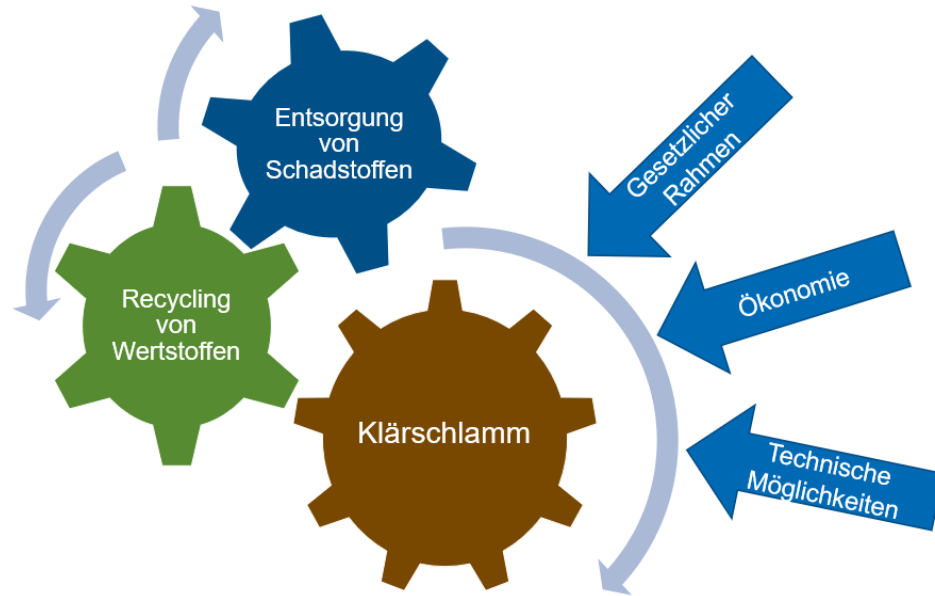 Entsorgung
von
Schadstoffen
Recycling
von
Wertstoffen
Klärschlamm
Gesetzlicher
Rahmen
Ökonomie
Technische
Möglichkeiten